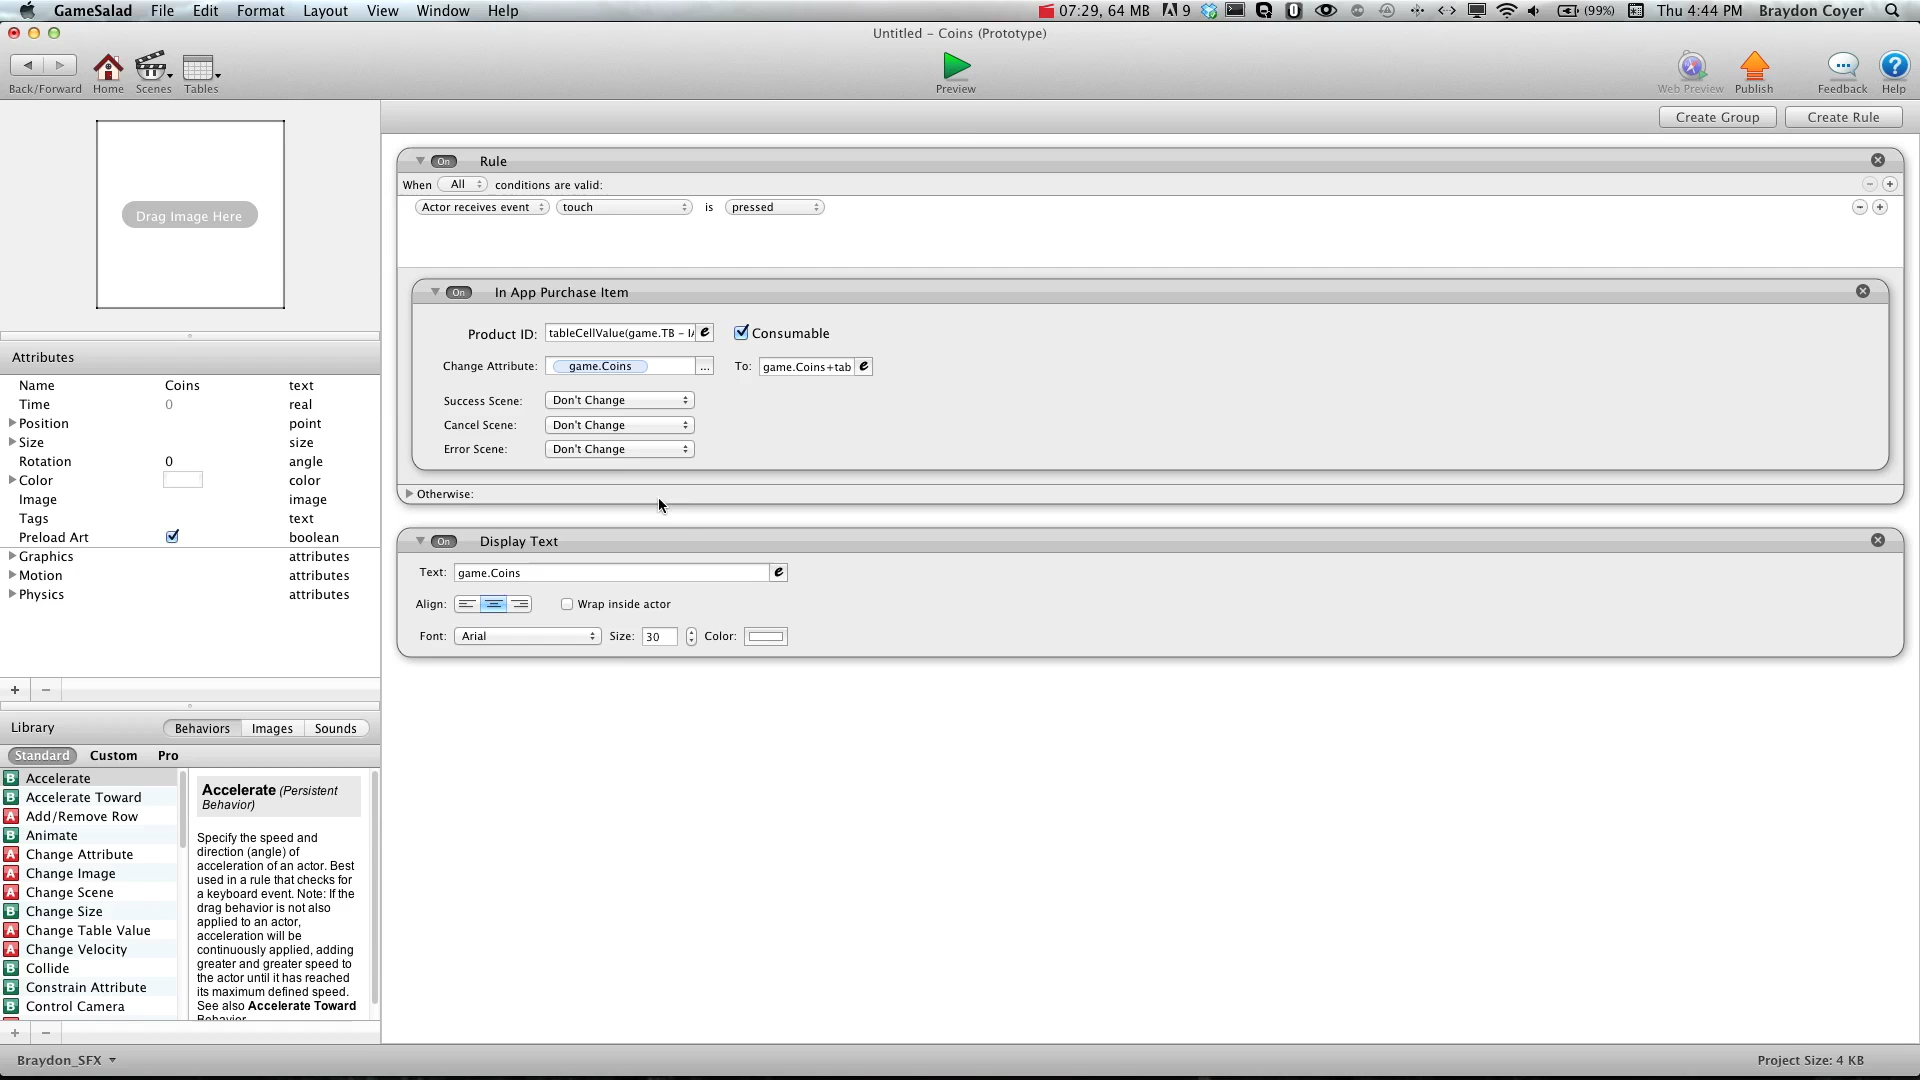 GameSalad File Edit Format Layout View Window Help 07:29, 64 MB 9 (99%) Thu 4:44 PM Braydon Coyer
Untitled – Coins (Prototype)
Back/Forward Home Scenes Tables Preview Web Preview Publish Feedback Help
Create Group Create Rule
Drag Image Here
Attributes
Name Coins text
Time 0 real
Position point
Size size
Rotation 0 angle
Color color
Image image
Tags text
Preload Art boolean
Graphics attributes
Motion attributes
Physics attributes
+ −
Library Behaviors Images Sounds
Standard Custom Pro
B Accelerate
B Accelerate Toward
A Add/Remove Row
B Animate
A Change Attribute
A Change Image
A Change Scene
B Change Size
A Change Table Value
A Change Velocity
B Collide
B Constrain Attribute
B Control Camera
Accelerate (Persistent
Behavior)
Specify the speed and
direction (angle) of
acceleration of an actor. Best
used in a rule that checks for
a keyboard event. Note: If the
drag behavior is not also
applied to an actor,
acceleration will be
continuously applied, adding
greater and greater speed to
the actor until it has reached
its maximum defined speed.
See also Accelerate Toward
Behavior
+ −
On Rule
When All conditions are valid:
Actor receives event touch is pressed
On In App Purchase Item
Product ID: tableCellValue(game.TB – IA e Consumable
Change Attribute: game.Coins ... To: game.Coins+tab e
Success Scene: Don't Change
Cancel Scene: Don't Change
Error Scene: Don't Change
Otherwise:
On Display Text
Text: game.Coins e
Align: Wrap inside actor
Font: Arial Size: 30 Color:
Braydon_SFX Project Size: 4 KB